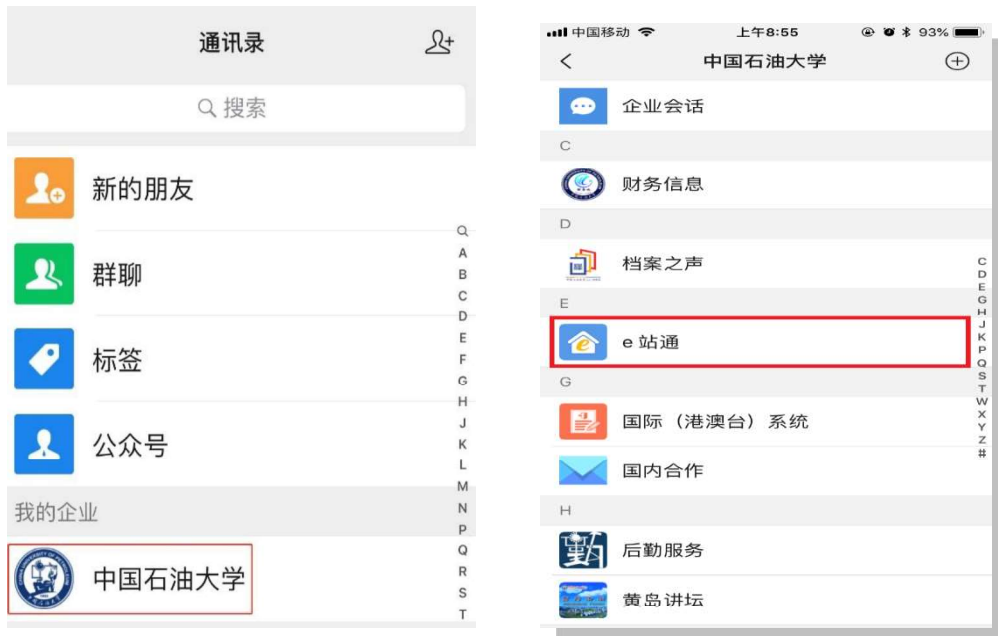 通讯录
搜索
新的朋友
群聊
标签
公众号
我的企业
中国石油大学
Q
A
B
C
D
E
F
G
H
J
K
L
M
N
P
Q
R
S
T
中国移动 上午8:55 93%
中国石油大学
企业会话
C
财务信息
D
档案之声
E
e 站通
G
国际（港澳台）系统
国内合作
H
后勤服务
黄岛讲坛
C
D
E
G
H
J
K
P
Q
S
T
W
X
Y
Z
#